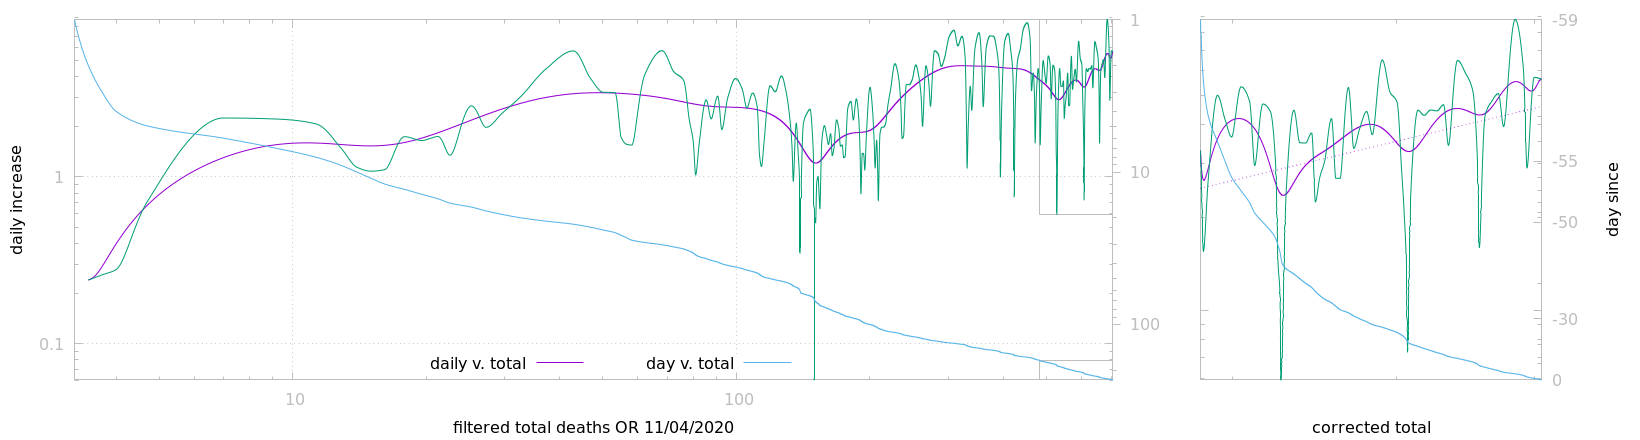 1
-59
daily increase
1
10
-55
-50
day since
100
-30
0.1
daily v. total
day v. total
0
10
100
filtered total deaths OR 11/04/2020
corrected total